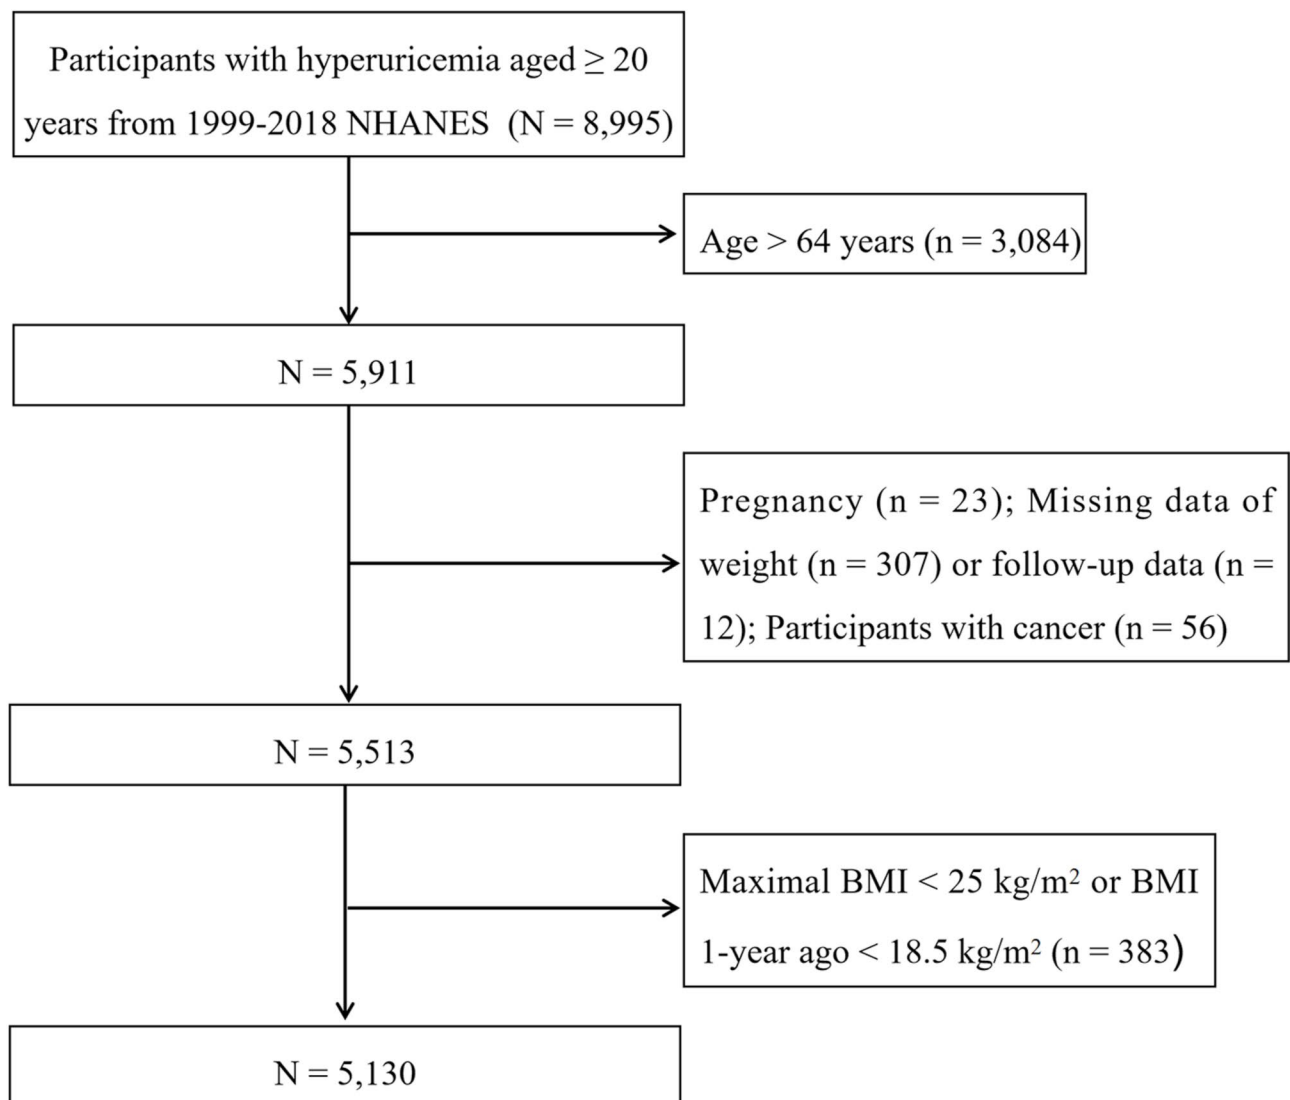 Participants with hyperuricemia aged ≥ 20
years from 1999-2018 NHANES (N = 8,995)
Age > 64 years (n = 3,084)
N = 5,911
Pregnancy (n = 23); Missing data of
weight (n = 307) or follow-up data (n =
12); Participants with cancer (n = 56)
N = 5,513
Maximal BMI < 25 kg/m² or BMI
1-year ago < 18.5 kg/m² (n = 383)
N = 5,130